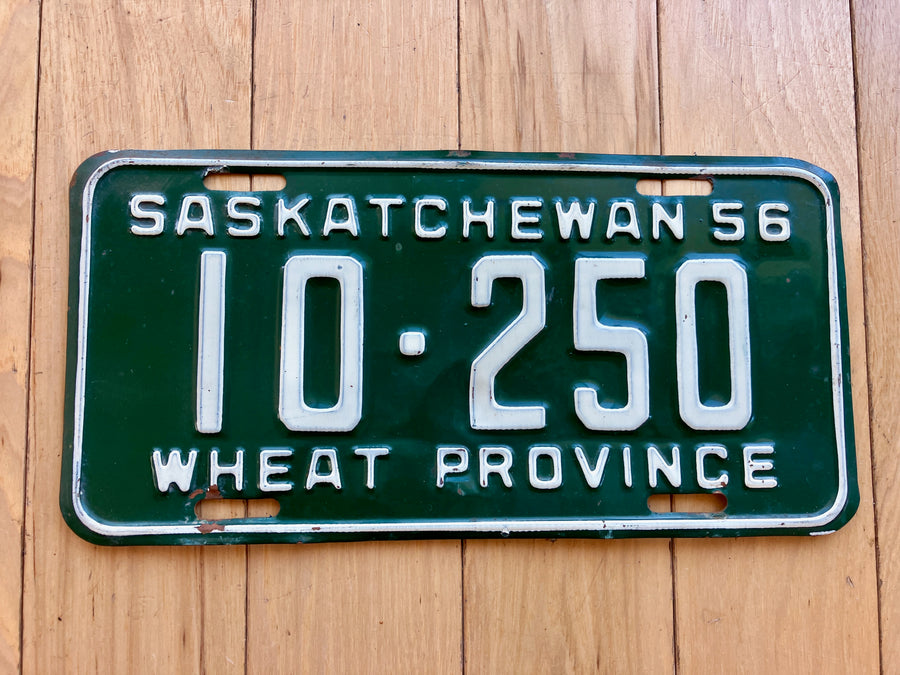 SASKATCHEWAN 56
10·250
WHEAT PROVINCE